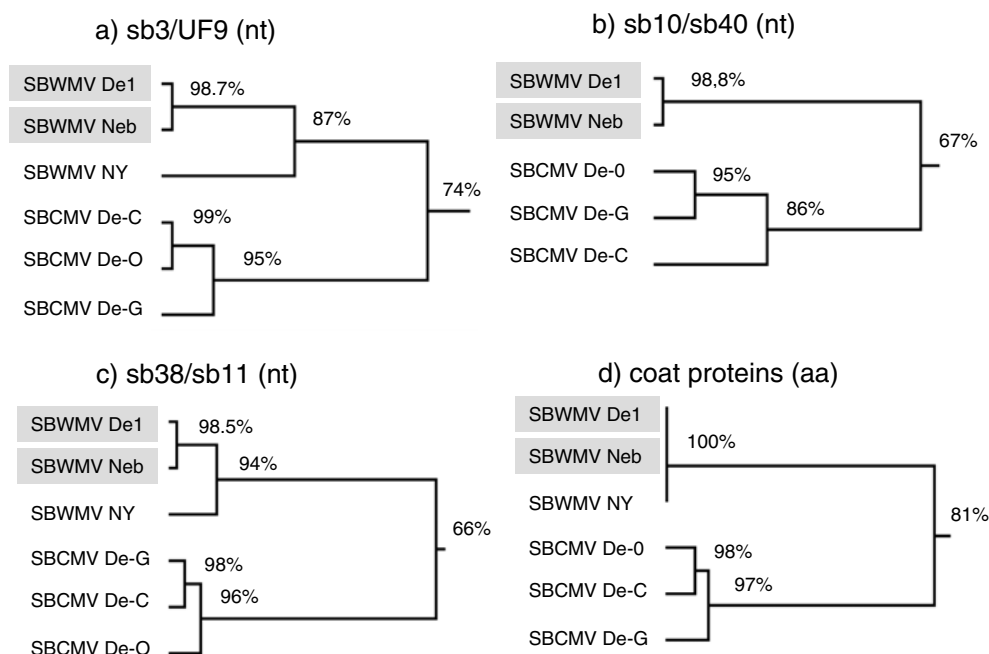 a) sb3/UF9 (nt)
SBWMV De1
98.7%
SBWMV Neb
87%
SBWMV NY
74%
SBCMV De-C
99%
SBCMV De-O
95%
SBCMV De-G
b) sb10/sb40 (nt)
SBWMV De1
98,8%
SBWMV Neb
67%
SBCMV De-0
95%
SBCMV De-G
86%
SBCMV De-C
c) sb38/sb11 (nt)
SBWMV De1
98.5%
SBWMV Neb
94%
SBWMV NY
66%
SBCMV De-G
98%
SBCMV De-C
96%
SBCMV De-O
d) coat proteins (aa)
SBWMV De1
100%
SBWMV Neb
SBWMV NY
81%
SBCMV De-0
98%
SBCMV De-C
97%
SBCMV De-G